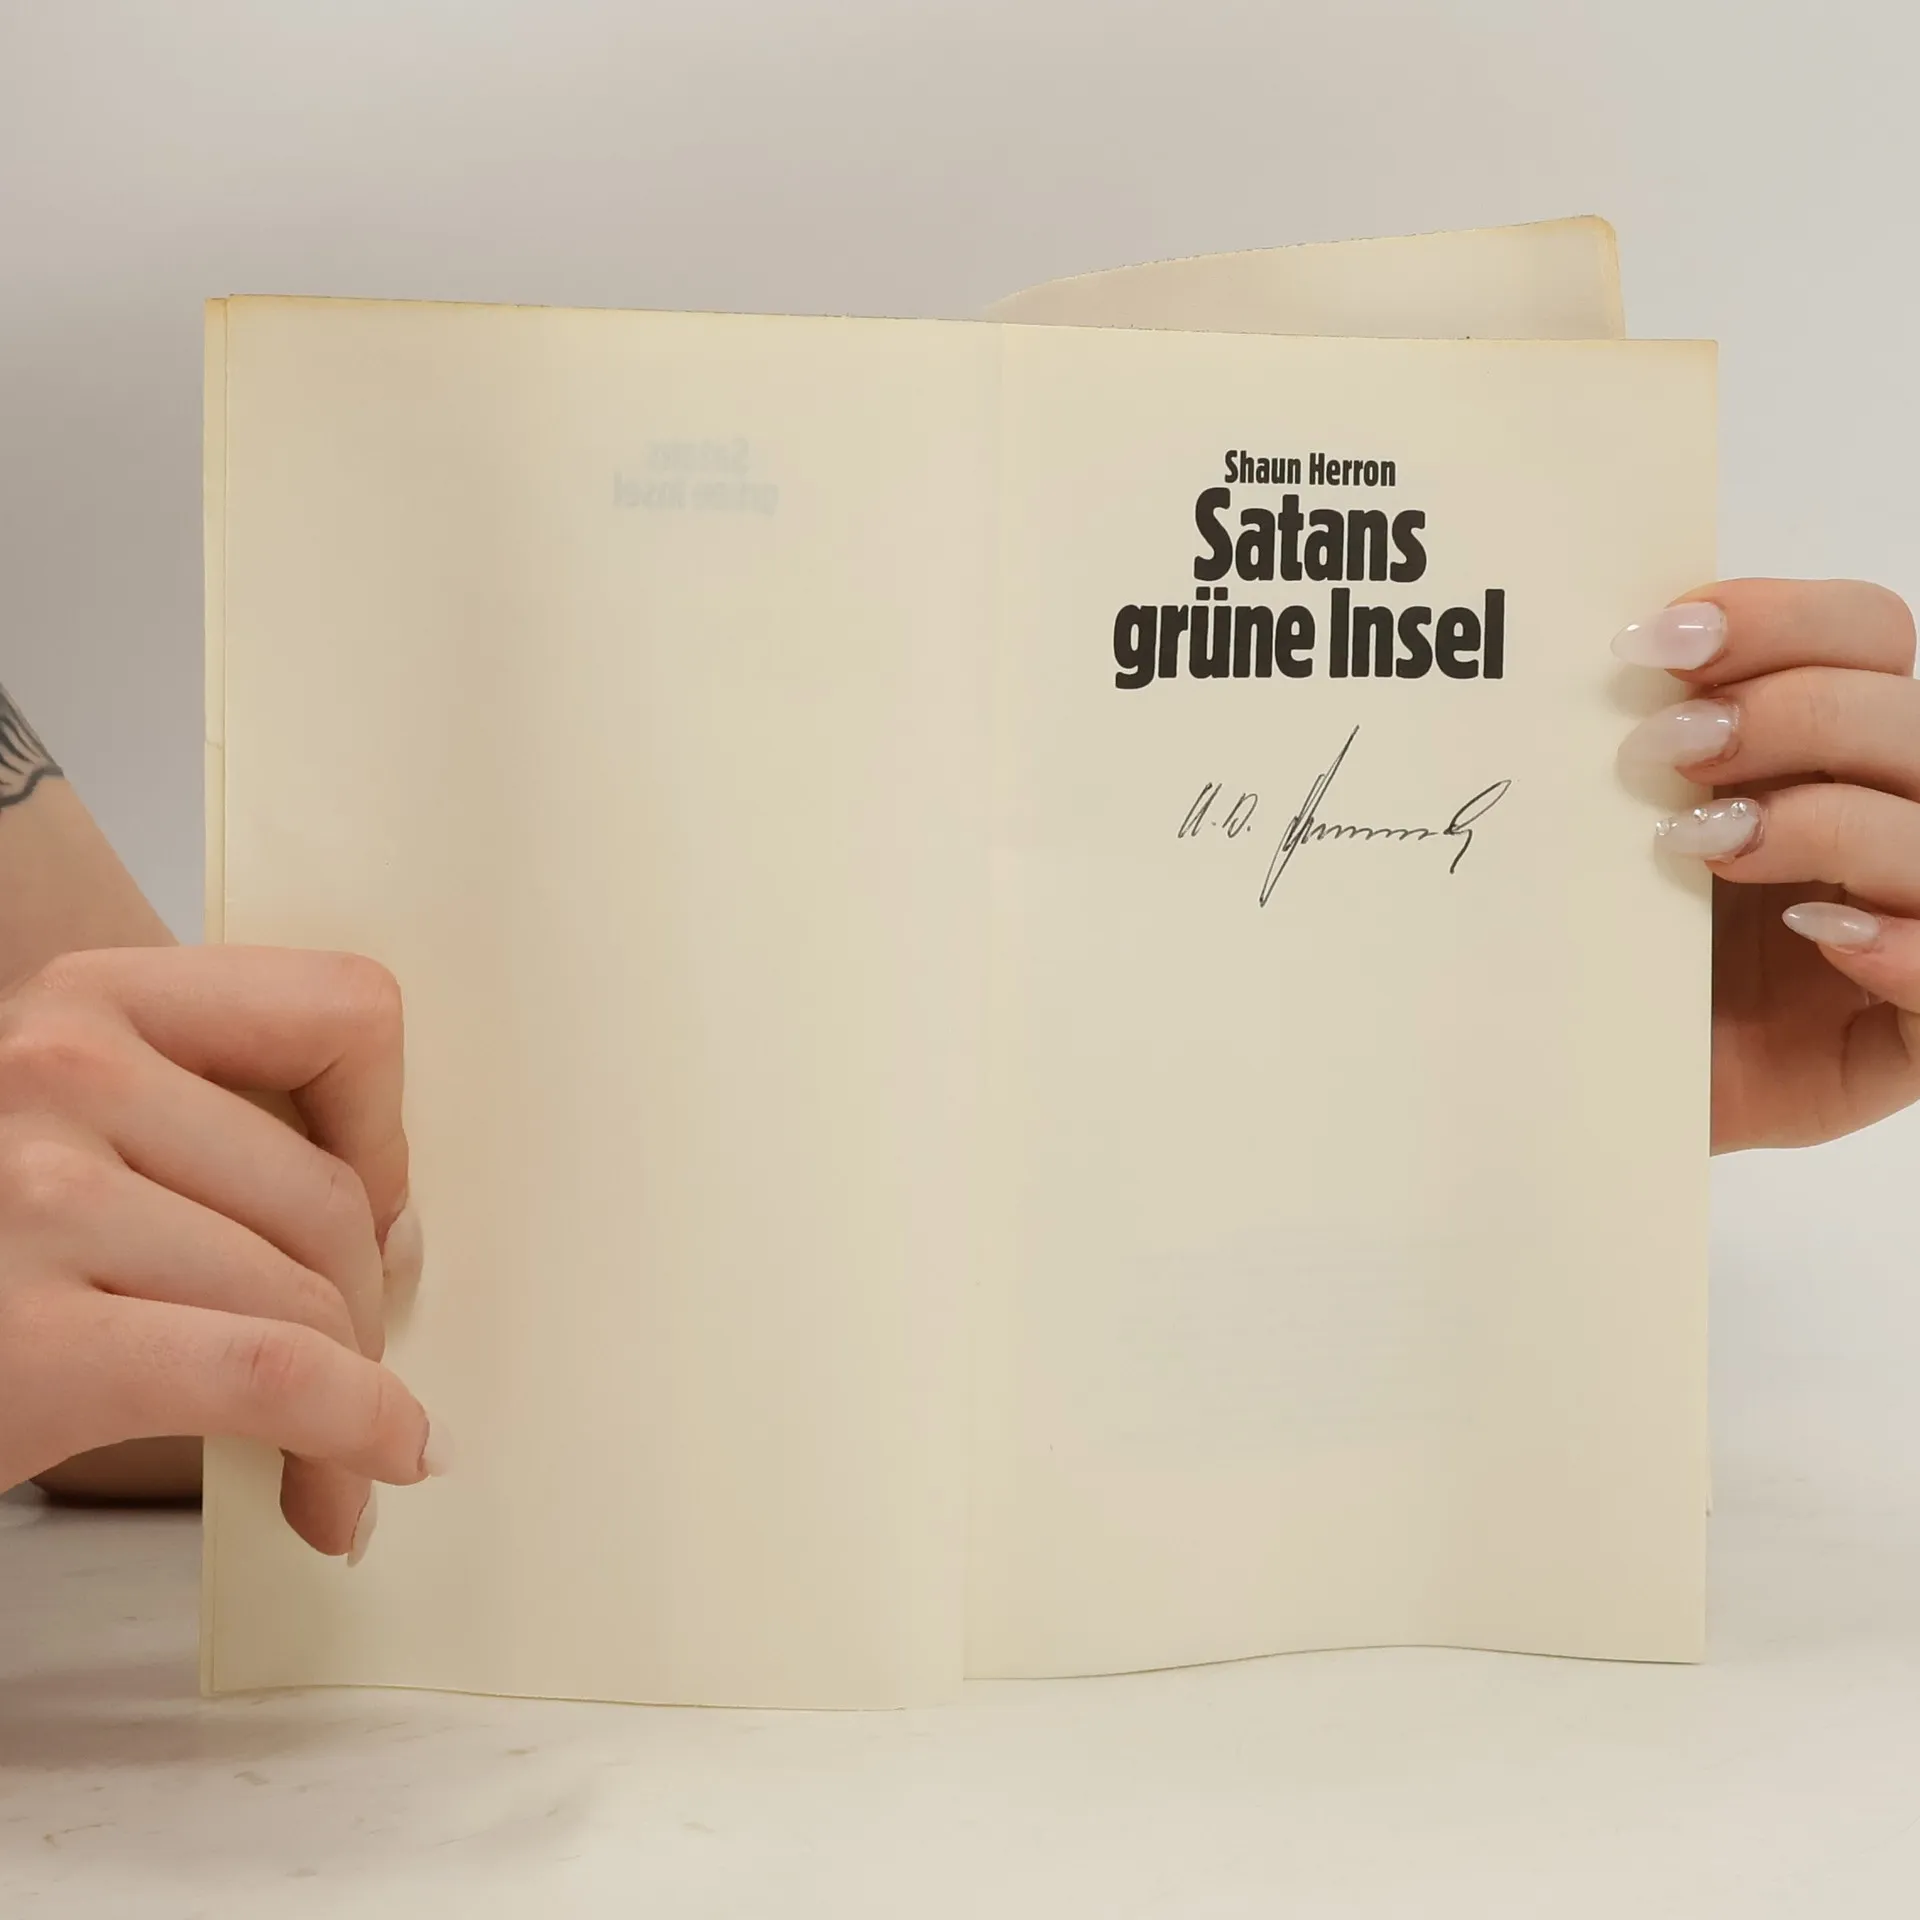 Shaun Herron
Satans
grüne Insel